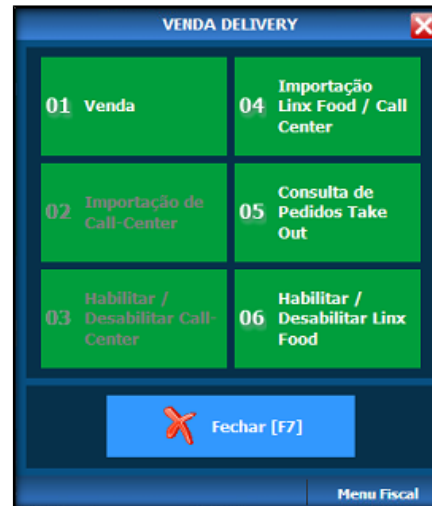 VENDA DELIVERY
01 Venda
04 Importação
Linx Food / Call
Center
02 Importação de
Call-Center
05 Consulta de
Pedidos Take
Out
03 Habilitar /
Desabilitar Call-
Center
06 Habilitar /
Desabilitar Linx
Food
Fechar [F7]
Menu Fiscal